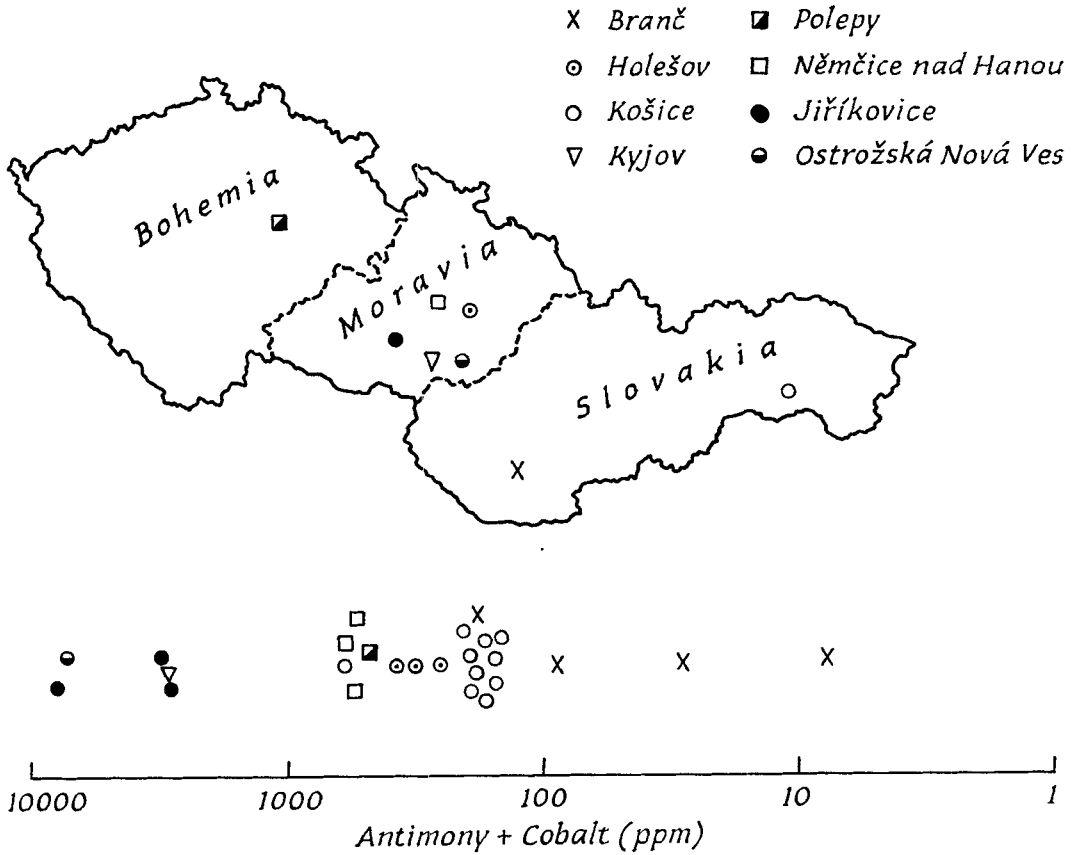 Branč Polepy
Holešov Němčice nad Hanou
Košice Jiříkovice
Kyjov Ostrožská Nová Ves
Bohemia
Moravia
Slovakia
10000 1000 100 10 1
Antimony + Cobalt (ppm)